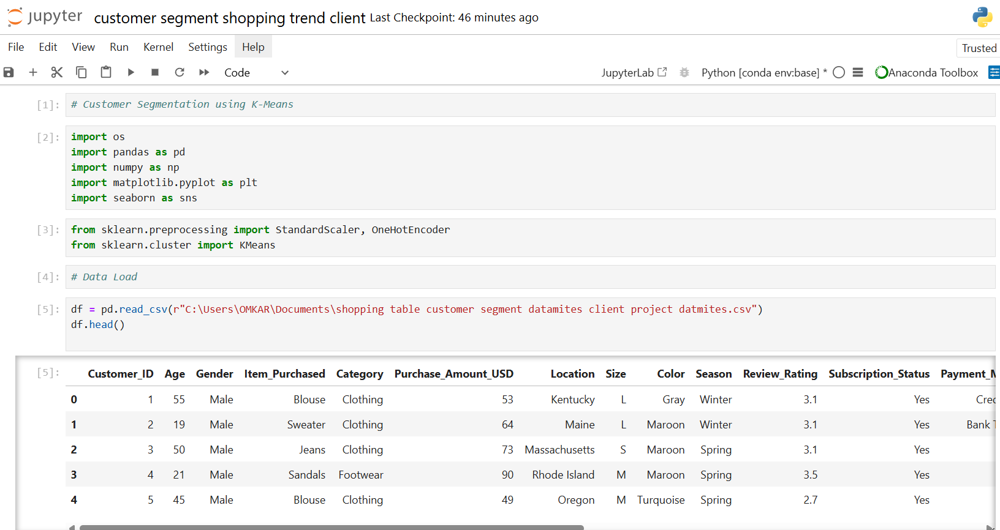 jupyter customer segment shopping trend client Last Checkpoint: 46 minutes ago
File Edit View Run Kernel Settings Help Trusted
Code JupyterLab Python [conda env:base] * Anaconda Toolbox
[1]: # Customer Segmentation using K-Means
[2]: import os
import pandas as pd
import numpy as np
import matplotlib.pyplot as plt
import seaborn as sns
[3]: from sklearn.preprocessing import StandardScaler, OneHotEncoder
from sklearn.cluster import KMeans
[4]: # Data Load
[5]: df = pd.read_csv(r"C:\Users\OMKAR\Documents\shopping table customer segment datamites client project datmites.csv")
df.head()
[5]: Customer_ID Age Gender Item_Purchased Category Purchase_Amount_USD Location Size Color Season Review_Rating Subscription_Status
0 1 55 Male Blouse Clothing 53 Kentucky L Gray Winter 3.1 Yes
1 2 19 Male Sweater Clothing 64 Maine L Maroon Winter 3.1 Yes Bank
2 3 50 Male Jeans Clothing 73 Massachusetts S Maroon Spring 3.1 Yes
3 4 21 Male Sandals Footwear 90 Rhode Island M Maroon Spring 3.5 Yes
4 5 45 Male Blouse Clothing 49 Oregon M Turquoise Spring 2.7 Yes